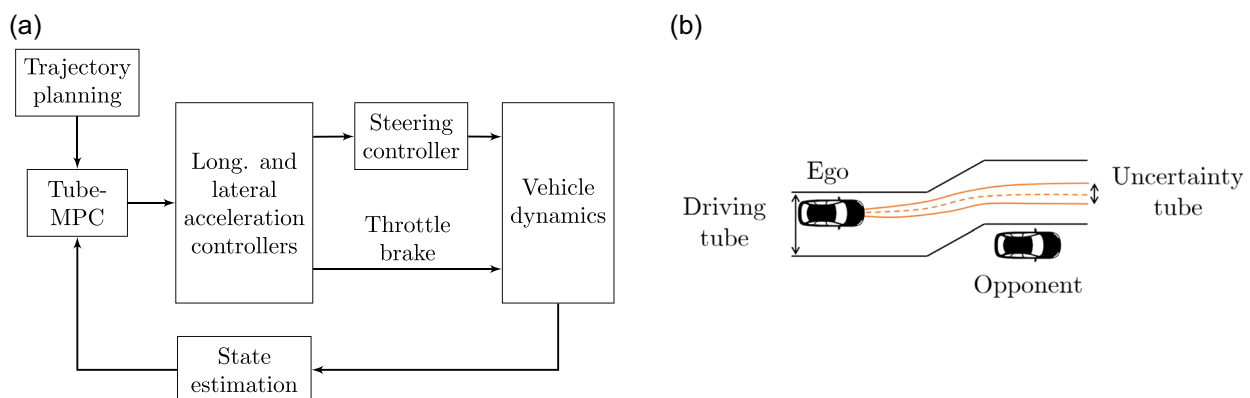 (a)
Trajectory
planning
Tube-
MPC
Long. and
lateral
acceleration
controllers
Steering
controller
Throttle
brake
Vehicle
dynamics
State
estimation
(b)
Ego
Driving
tube
Uncertainty
tube
Opponent